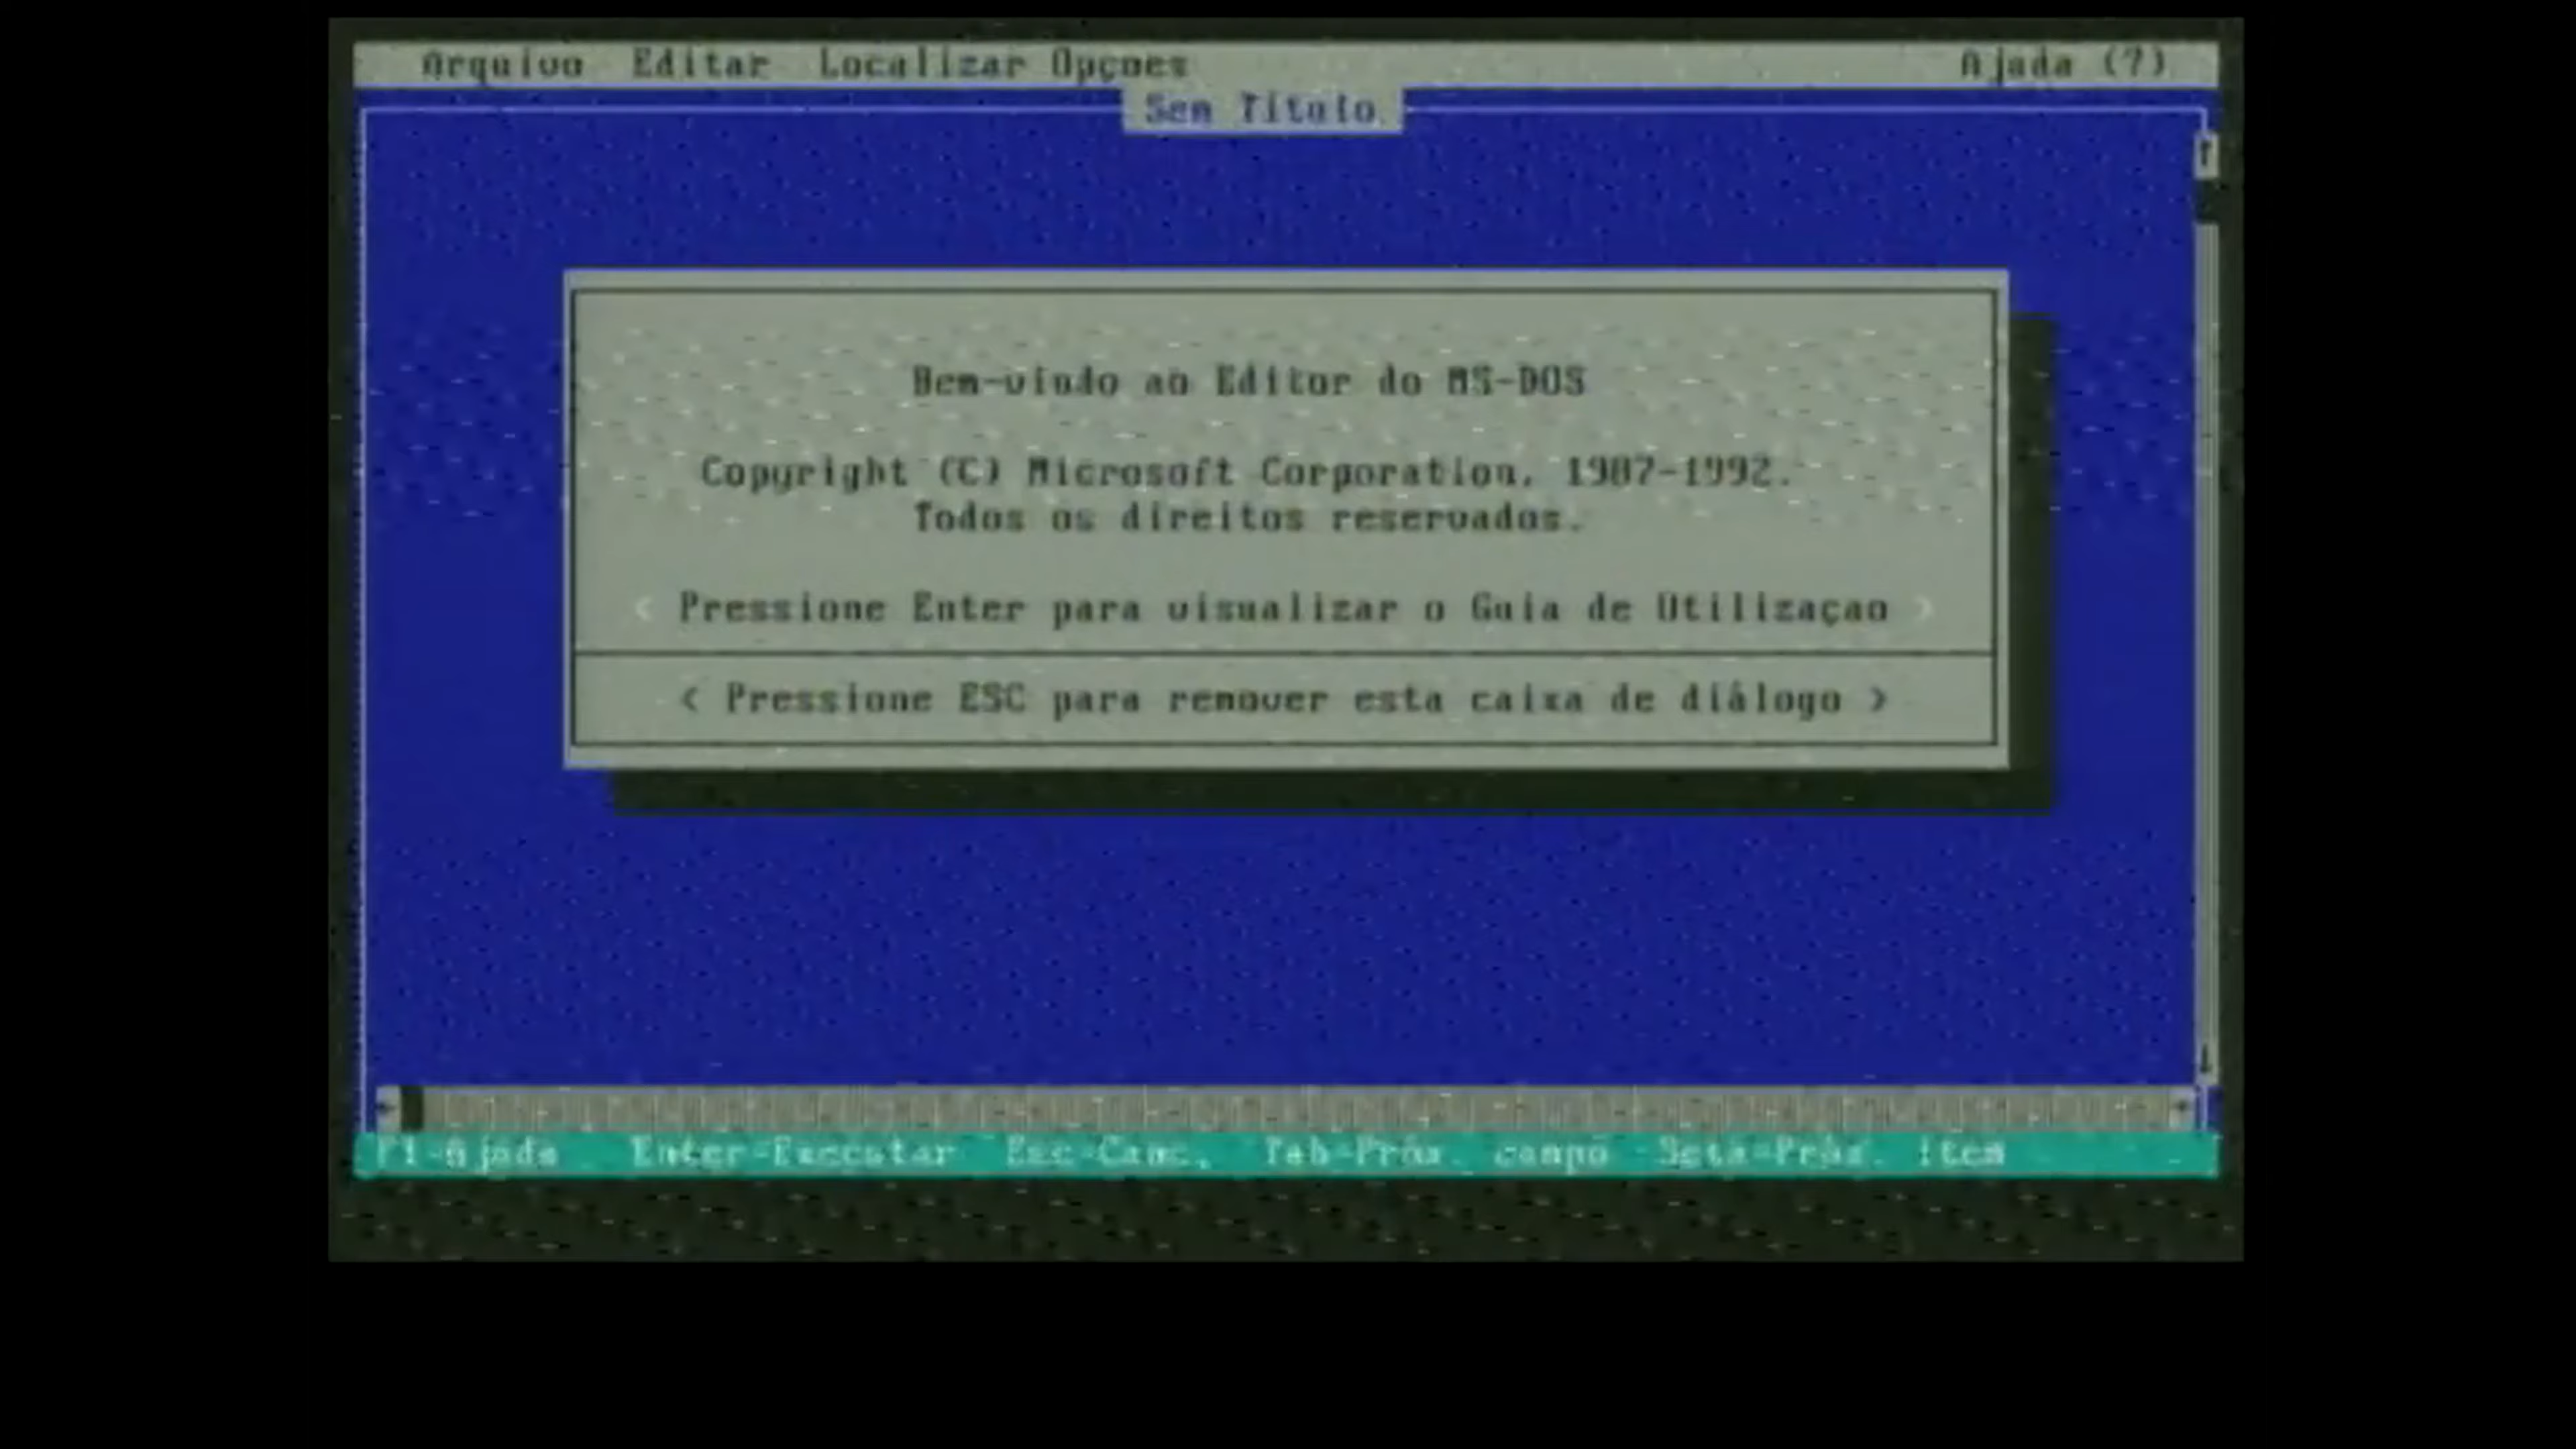 Arquivo Editar Localizar Opçoes Ajuda (?)
Sem Título
Bem-vindo ao Editor do MS-DOS
Copyright (C) Microsoft Corporation, 1987-1992.
Todos os direitos reservados.
< Pressione Enter para visualizar o Guia de Utilizaçao >
< Pressione ESC para remover esta caixa de diálogo >
F1=Ajuda Enter=Executar Esc=Canc. Tab=Próx. campo Seta=Próx. item